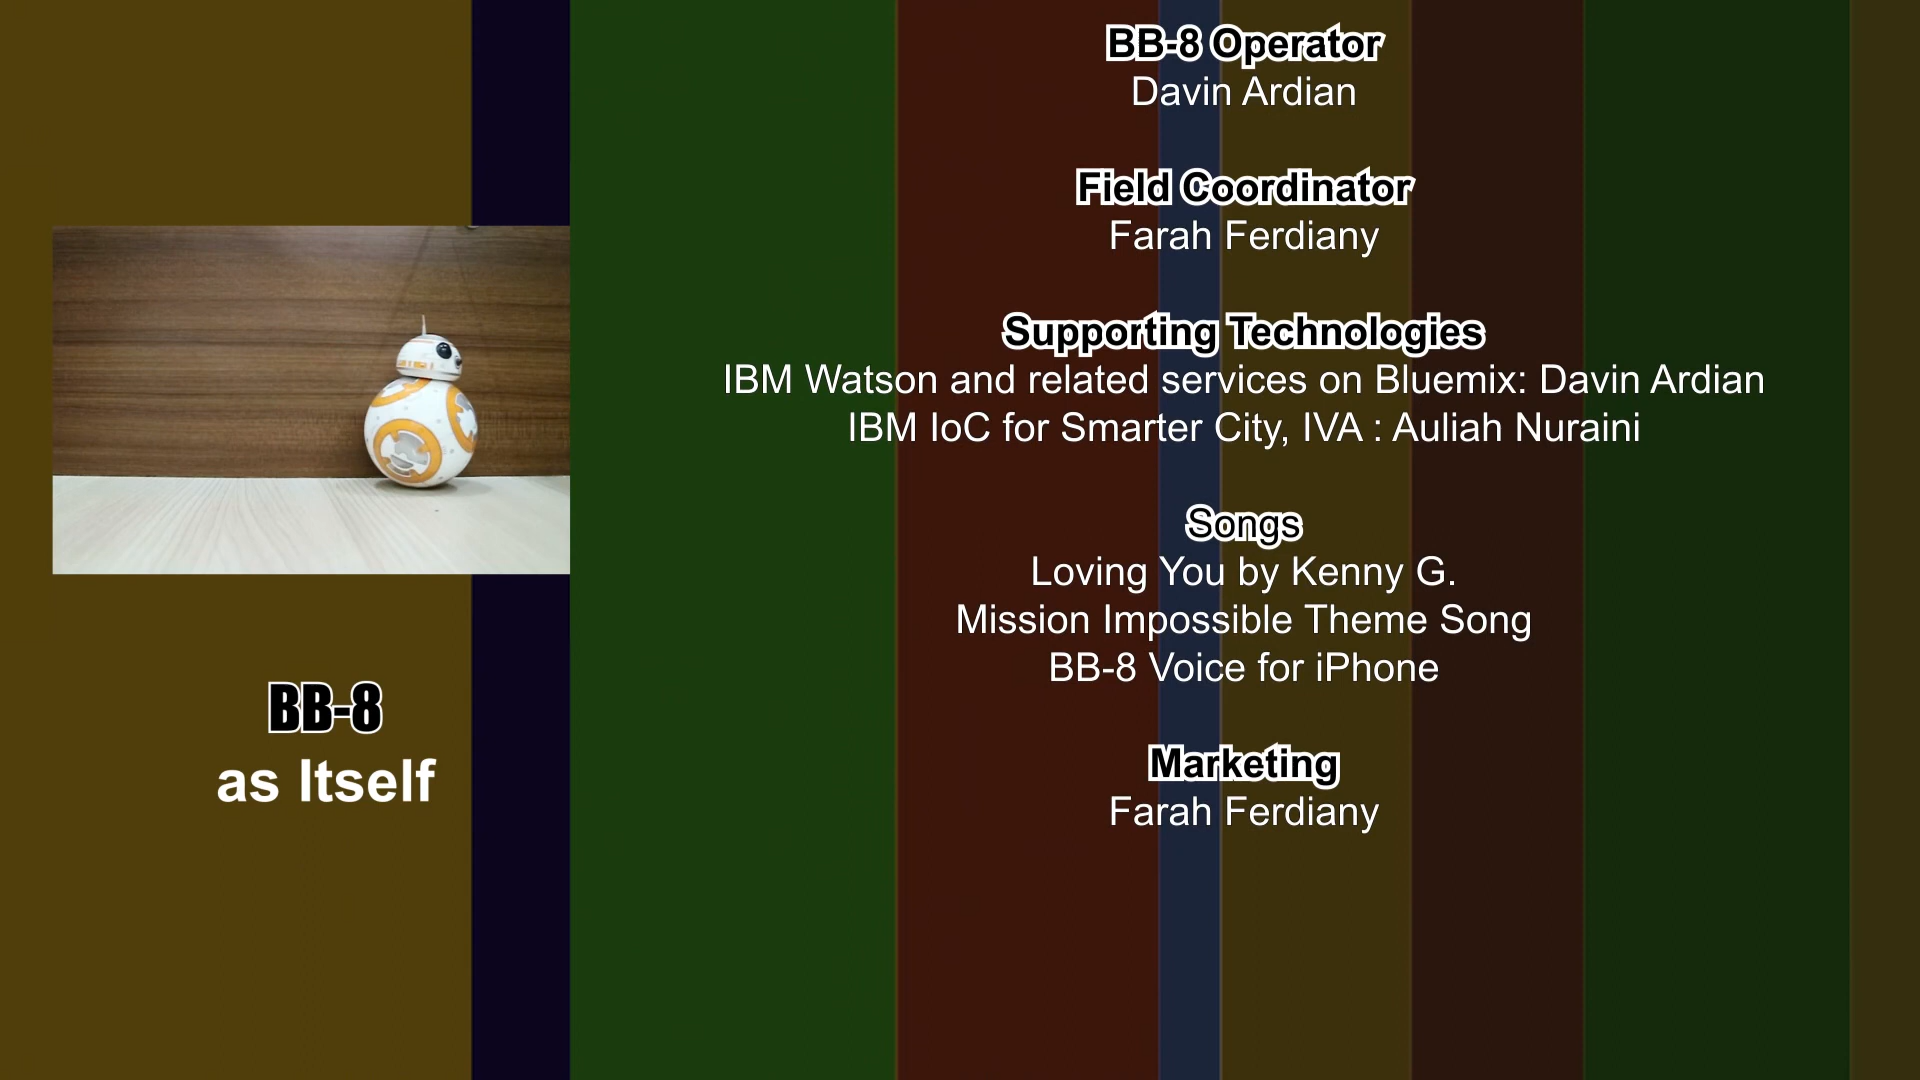 BB-8 Operator
Davin Ardian
Field Coordinator
Farah Ferdiany
Supporting Technologies
IBM Watson and related services on Bluemix: Davin Ardian
IBM IoC for Smarter City, IVA : Auliah Nuraini
Songs
Loving You by Kenny G.
Mission Impossible Theme Song
BB-8 Voice for iPhone
Marketing
Farah Ferdiany
BB-8
as Itself